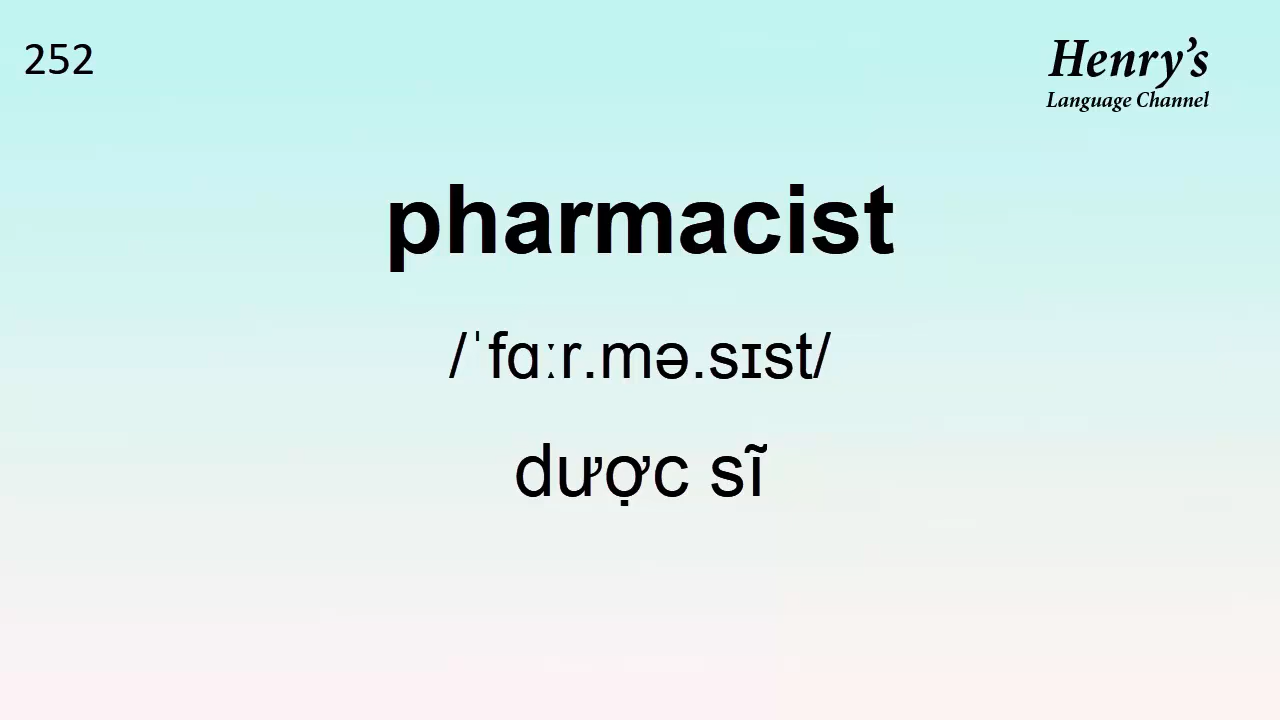 252
Henry’s
Language Channel
pharmacist
/ˈfɑːr.mə.sɪst/
dược sĩ